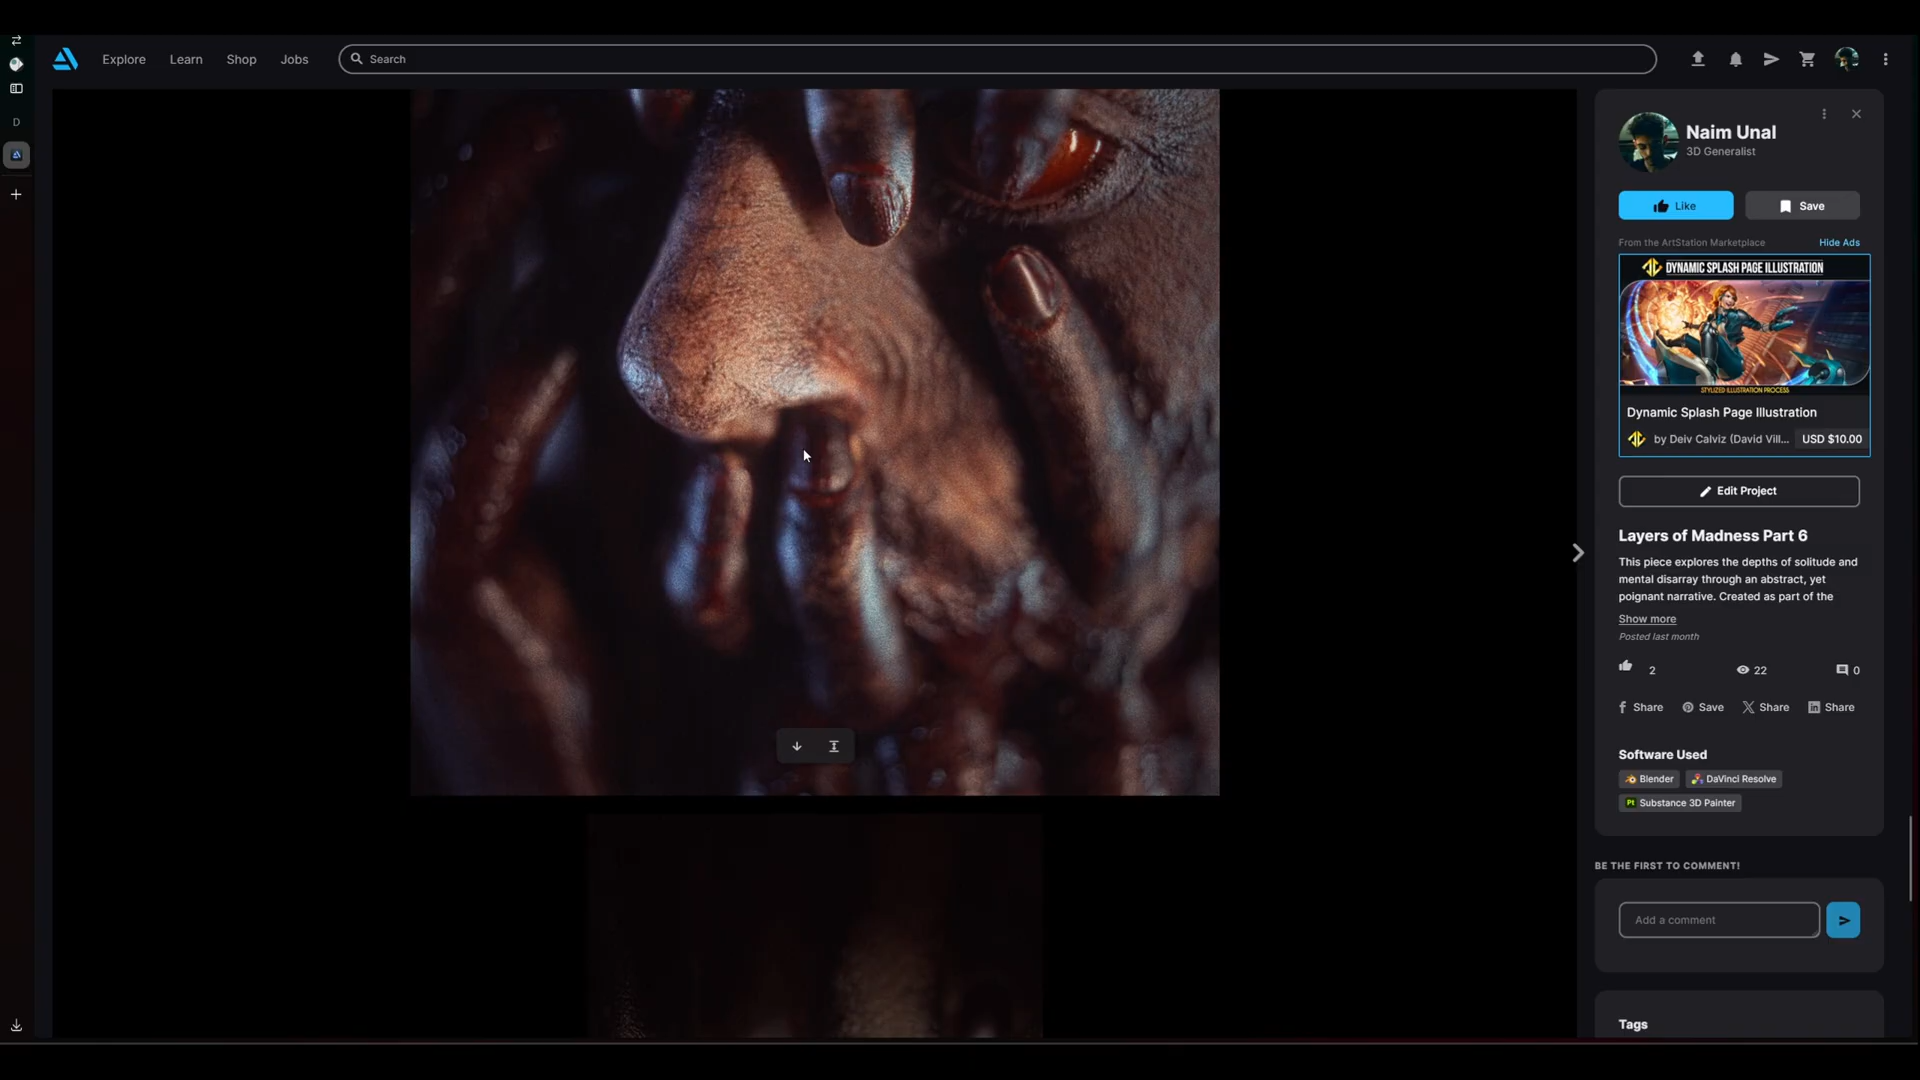 Explore
Learn
Shop
Jobs
Search
D
Naim Unal
3D Generalist
Like
Save
From the ArtStation Marketplace
Hide Ads
DYNAMIC SPLASH PAGE ILLUSTRATION
STYLIZED ILLUSTRATION PROCESS
Dynamic Splash Page Illustration
by Deiv Calviz (David Vill...
USD $10.00
Edit Project
Layers of Madness Part 6
This piece explores the depths of solitude and
mental disarray through an abstract, yet
poignant narrative. Created as part of the
Show more
Posted last month
2
22
0
Share
Save
Share
Share
Software Used
Blender
DaVinci Resolve
Pt Substance 3D Painter
BE THE FIRST TO COMMENT!
Add a comment
Tags